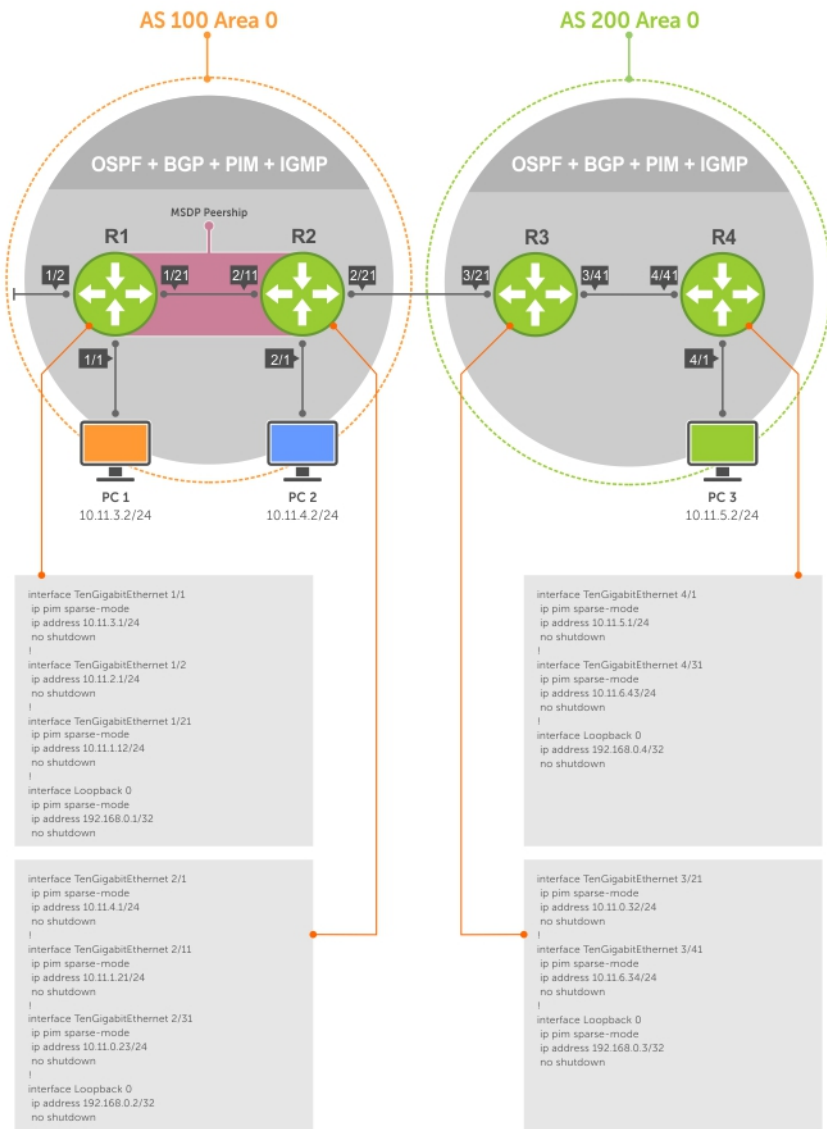 AS 100 Area 0
AS 200 Area 0
OSPF + BGP + PIM + IGMP
OSPF + BGP + PIM + IGMP
MSDP Peership
R1
R2
R3
R4
1/2
1/21
2/11
2/21
3/21
3/41
4/41
1/1
2/1
4/1
PC 1
10.11.3.2/24
PC 2
10.11.4.2/24
PC 3
10.11.5.2/24
interface TenGigabitEthernet 1/1
ip pim sparse-mode
ip address 10.11.3.1/24
no shutdown
!
interface TenGigabitEthernet 1/2
ip address 10.11.2.1/24
no shutdown
!
interface TenGigabitEthernet 1/21
ip pim sparse-mode
ip address 10.11.1.12/24
no shutdown
!
interface Loopback 0
ip pim sparse-mode
ip address 192.168.0.1/32
no shutdown
interface TenGigabitEthernet 4/1
ip pim sparse-mode
ip address 10.11.5.1/24
no shutdown
!
interface TenGigabitEthernet 4/31
ip pim sparse-mode
ip address 10.11.6.43/24
no shutdown
!
interface Loopback 0
ip address 192.168.0.4/32
no shutdown
interface TenGigabitEthernet 2/1
ip pim sparse-mode
ip address 10.11.4.1/24
no shutdown
!
interface TenGigabitEthernet 2/11
ip pim sparse-mode
ip address 10.11.1.21/24
no shutdown
!
interface TenGigabitEthernet 2/31
ip pim sparse-mode
ip address 10.11.0.23/24
no shutdown
!
interface Loopback 0
ip address 192.168.0.2/32
no shutdown
interface TenGigabitEthernet 3/21
ip pim sparse-mode
ip address 10.11.0.32/24
no shutdown
!
interface TenGigabitEthernet 3/41
ip pim sparse-mode
ip address 10.11.6.34/24
no shutdown
!
interface Loopback 0
ip pim sparse-mode
ip address 192.168.0.3/32
no shutdown